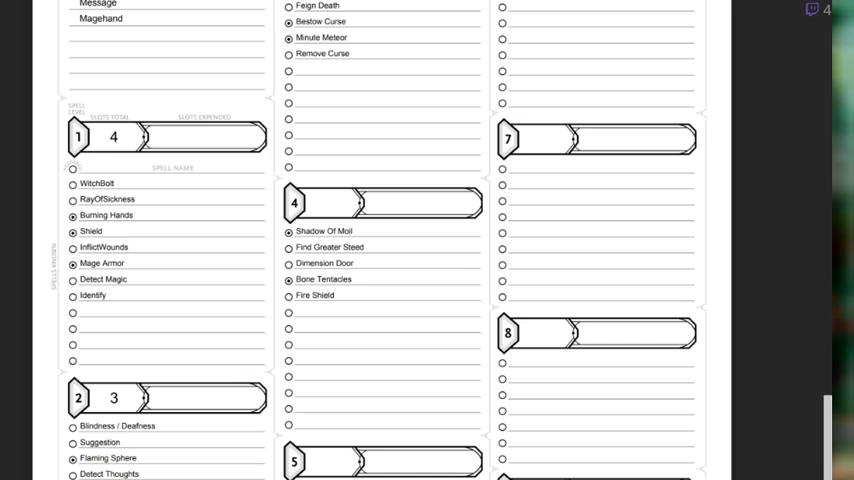 Message
Magehand
SPELL
LEVEL
SLOTS TOTAL
SLOTS EXPENDED
1
4
SPELL NAME
WitchBolt
RayOfSickness
Burning Hands
Shield
InflictWounds
Mage Armor
Detect Magic
Identify
SPELLS KNOWN
2
3
Blindness / Deafness
Suggestion
Flaming Sphere
Detect Thoughts
Feign Death
Bestow Curse
Minute Meteor
Remove Curse
4
Shadow Of Moil
Find Greater Steed
Dimension Door
Bone Tentacles
Fire Shield
5
7
8
4